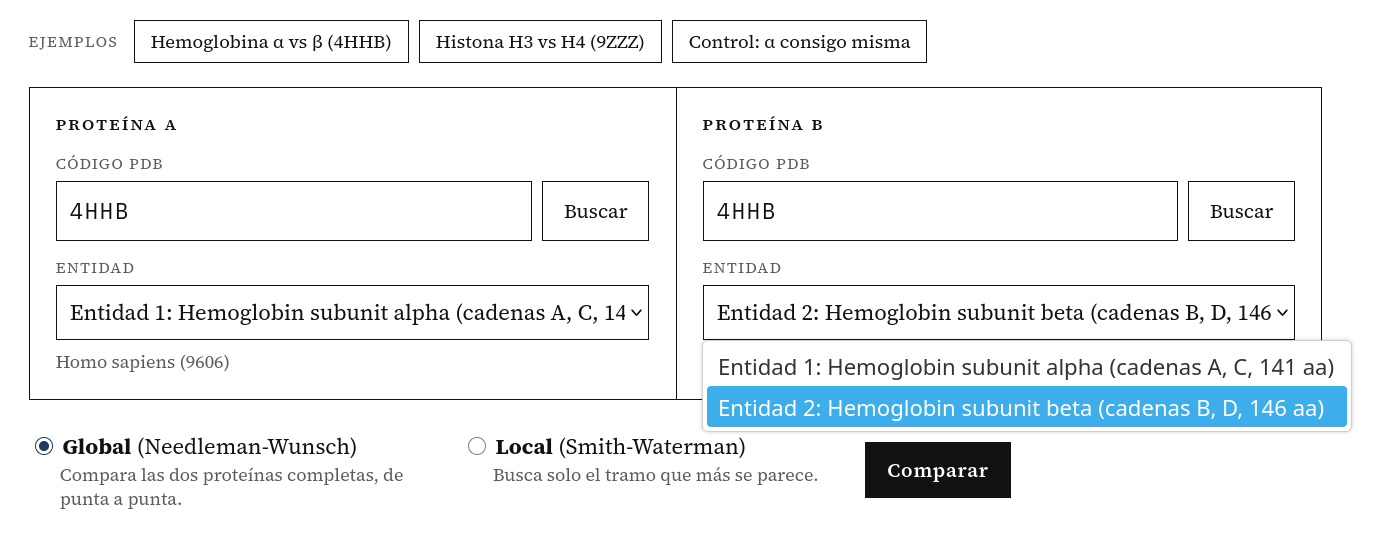 EJEMPLOS Hemoglobina α vs β (4HHB) Histona H3 vs H4 (9ZZZ) Control: α consigo misma
PROTEÍNA A
CÓDIGO PDB
4HHB Buscar
ENTIDAD
Entidad 1: Hemoglobin subunit alpha (cadenas A, C, 14
Homo sapiens (9606)
PROTEÍNA B
CÓDIGO PDB
4HHB Buscar
ENTIDAD
Entidad 2: Hemoglobin subunit beta (cadenas B, D, 146
Entidad 1: Hemoglobin subunit alpha (cadenas A, C, 141 aa)
Entidad 2: Hemoglobin subunit beta (cadenas B, D, 146 aa)
Global (Needleman-Wunsch)
Compara las dos proteínas completas, de
punta a punta.
Local (Smith-Waterman)
Busca solo el tramo que más se parece.
Comparar